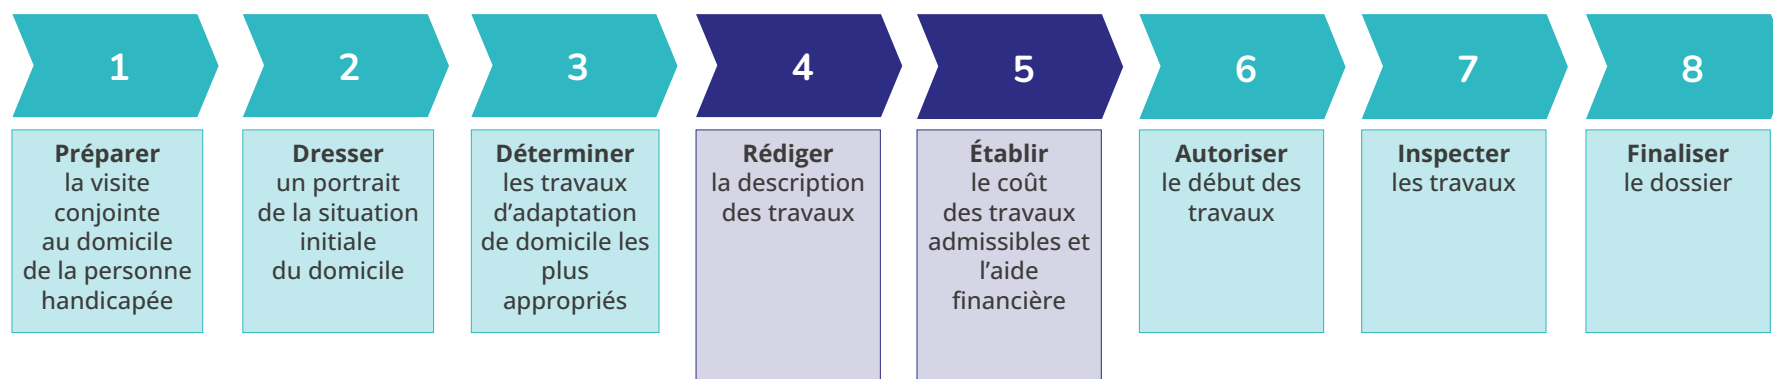 1
Préparer
la visite
conjointe
au domicile
de la personne
handicapée
2
Dresser
un portrait
de la situation
initiale
du domicile
3
Déterminer
les travaux
d'adaptation
de domicile les
plus
appropriés
4
Rédiger
la description
des travaux
5
Établir
le coût
des travaux
admissibles et
l'aide
financière
6
Autoriser
le début des
travaux
7
Inspecter
les travaux
8
Finaliser
le dossier